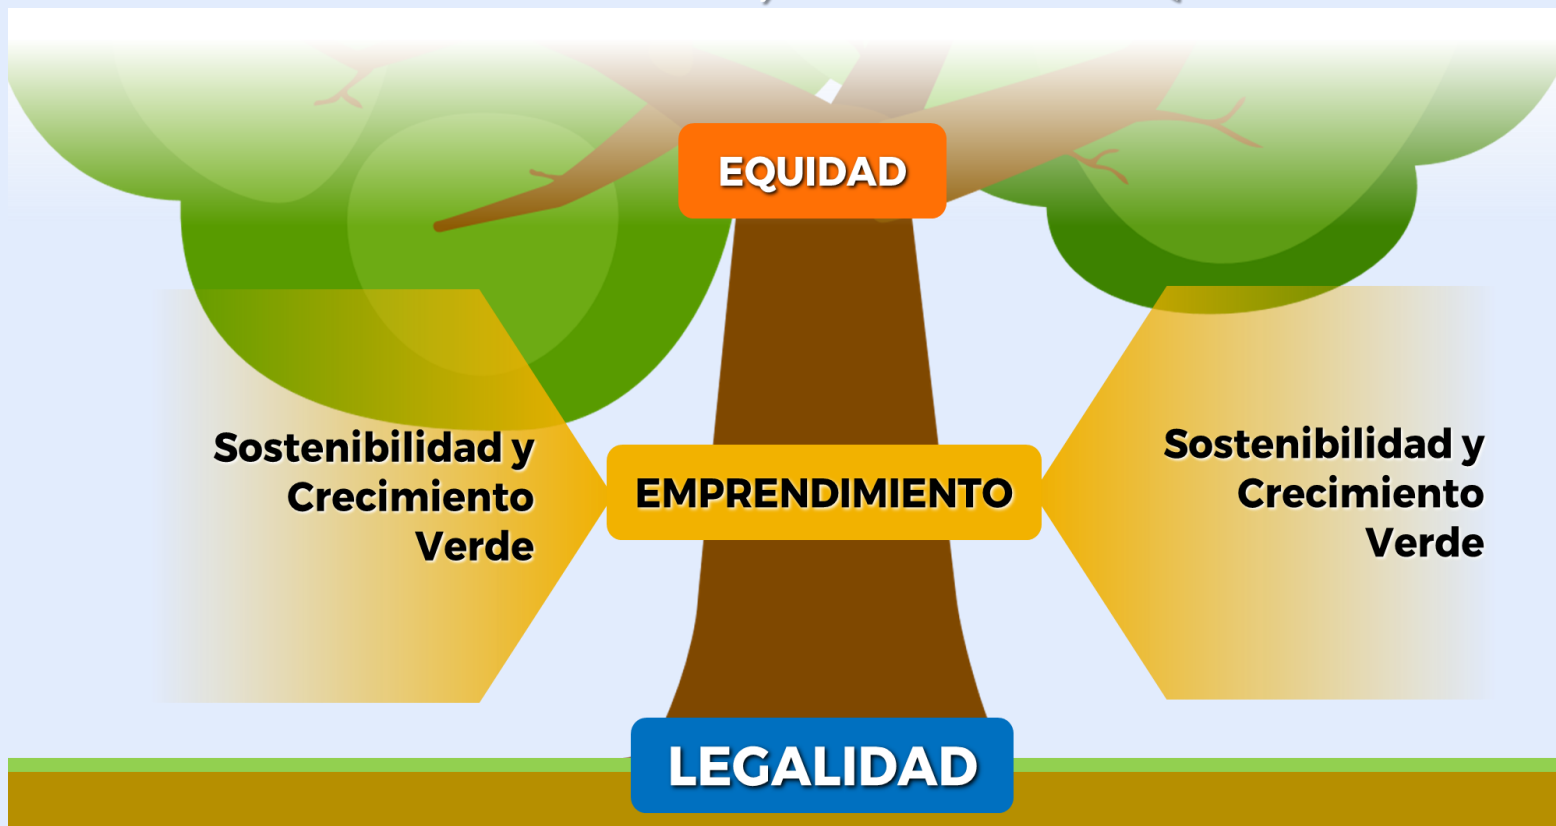 EQUIDAD
Sostenibilidad y
Crecimiento
Verde
EMPRENDIMIENTO
Sostenibilidad y
Crecimiento
Verde
LEGALIDAD